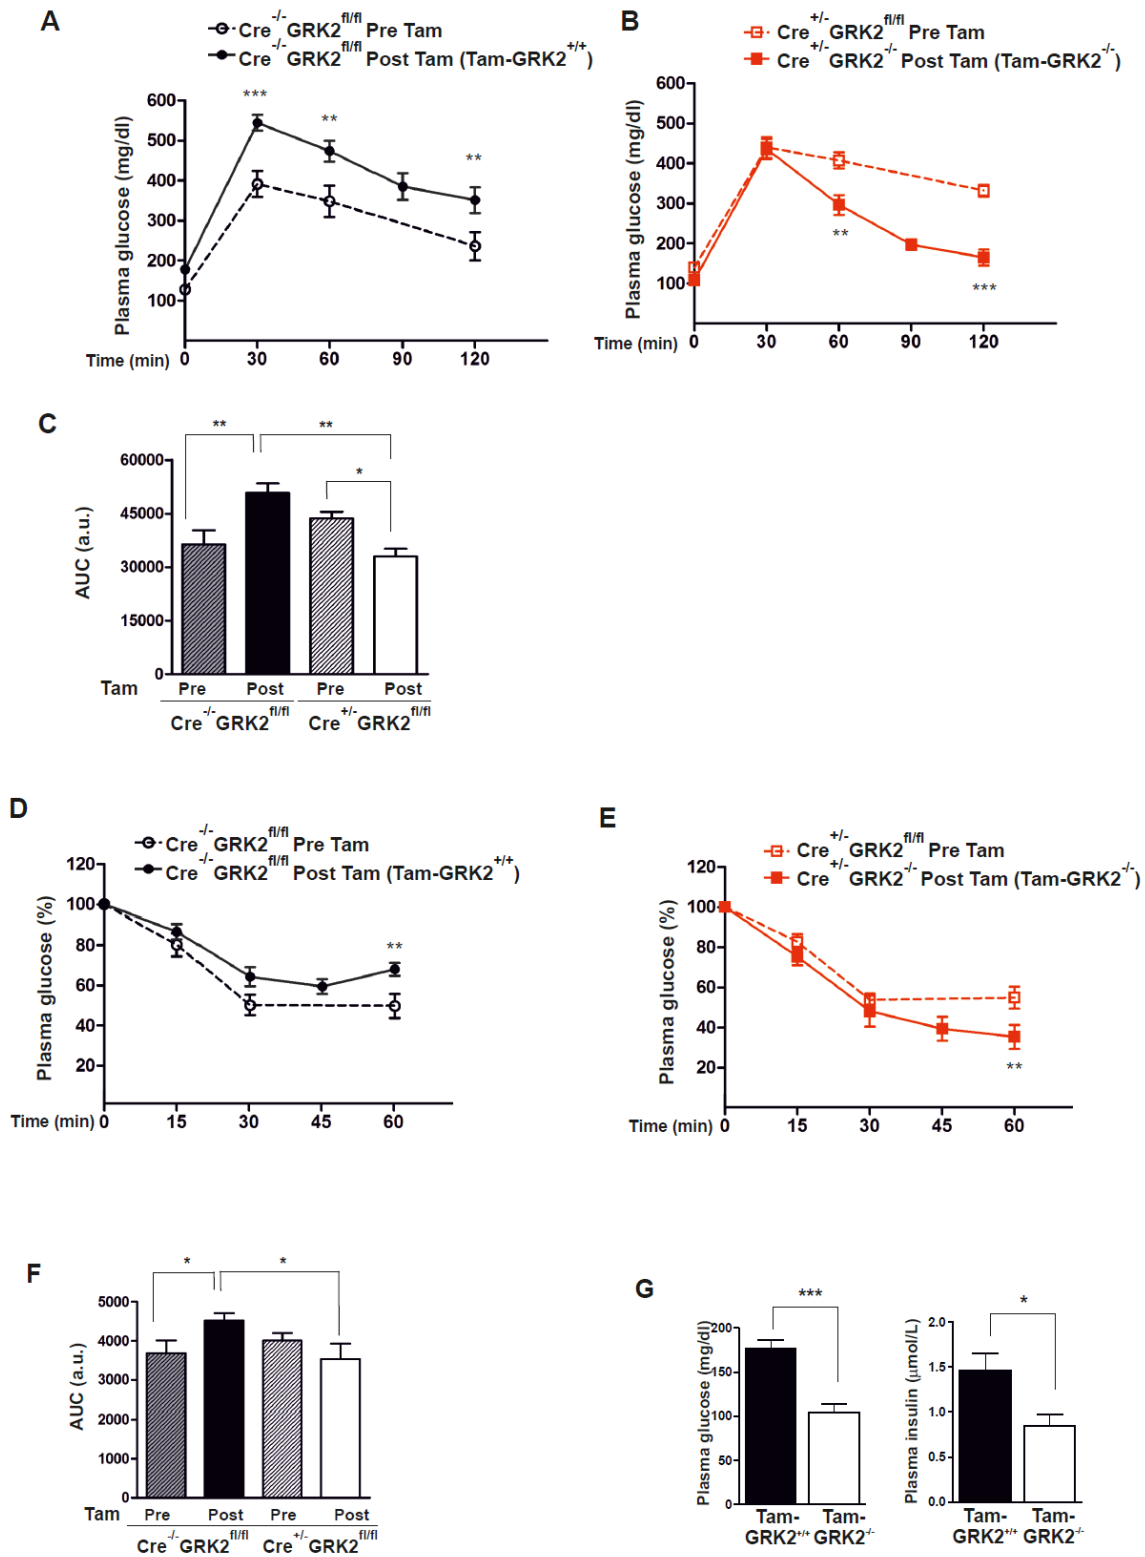 A
Cre-/-GRK2fl/fl Pre Tam
Cre-/-GRK2fl/fl Post Tam (Tam-GRK2+/+)
Plasma glucose (mg/dl)
600
500
400
300
200
100
***
**
**
Time (min)
0 30 60 90 120
B
Cre+/-GRK2fl/fl Pre Tam
Cre+/-GRK2-/- Post Tam (Tam-GRK2-/-)
Plasma glucose (mg/dl)
600
500
400
300
200
100
**
***
Time (min)
0 30 60 90 120
C
** **
*
AUC (a.u.)
60000
45000
30000
15000
0
Tam Pre Post Pre Post
Cre-/-GRK2fl/fl Cre+/-GRK2fl/fl
D
Cre-/-GRK2fl/fl Pre Tam
Cre-/-GRK2fl/fl Post Tam (Tam-GRK2+/+)
Plasma glucose (%)
120
100
80
60
40
20
**
Time (min) 0 15 30 45 60
E
Cre+/-GRK2fl/fl Pre Tam
Cre+/-GRK2-/- Post Tam (Tam-GRK2-/-)
Plasma glucose (%)
120
100
80
60
40
20
**
Time (min) 0 15 30 45 60
F
* *
AUC (a.u.)
5000
4000
3000
2000
1000
0
Tam Pre Post Pre Post
Cre-/-GRK2fl/fl Cre+/-GRK2fl/fl
G
***
Plasma glucose (mg/dl)
200
150
100
50
0
Tam- Tam-
GRK2+/+ GRK2-/-
*
Plasma insulin (μmol/L)
2.0
1.5
1.0
0.5
0.0
Tam- Tam-
GRK2+/+ GRK2-/-